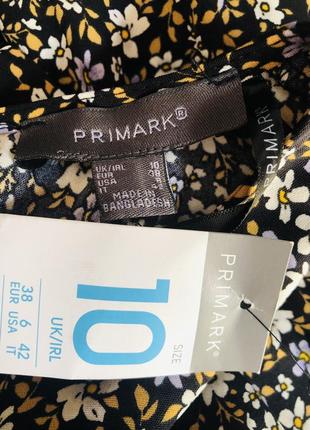 PRIMARK®
UK/IRL 10
EUR 38
USA 6
IT 42
MADE IN
BANGLADESH
PRIMARK
PRIMARK®
SIZE
10
UK/IRL
38 6 42
EUR USA IT